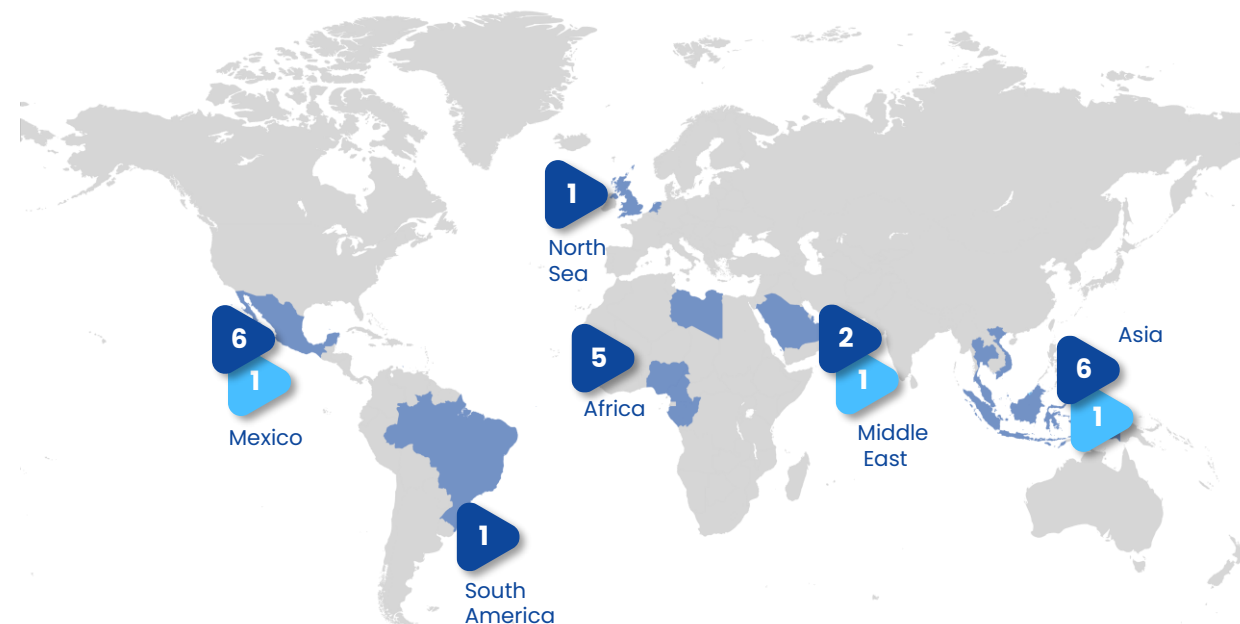 1
North
Sea
6
1
Mexico
5
Africa
2
1
Middle
East
Asia
6
1
1
South
America